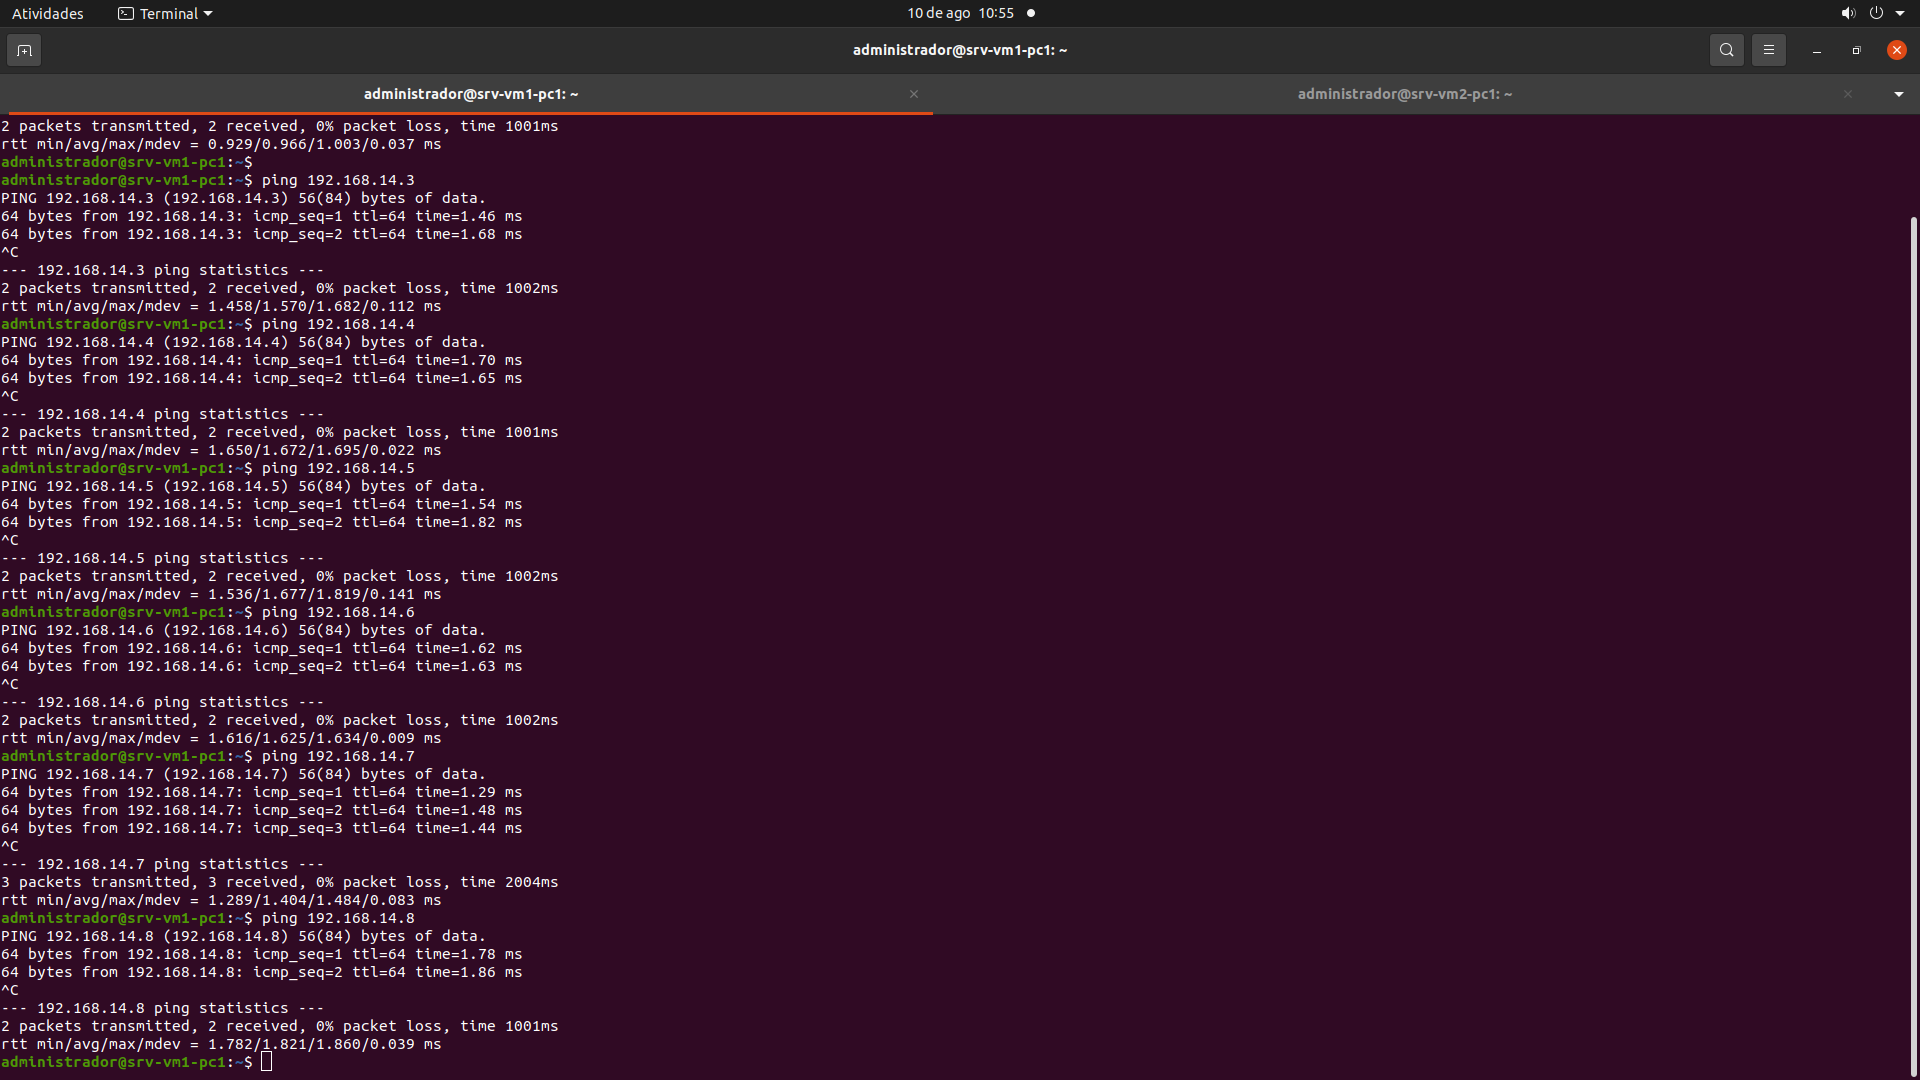 Atividades Terminal 10 de ago 10:55
administrador@srv-vm1-pc1: ~
administrador@srv-vm1-pc1: ~ administrador@srv-vm2-pc1: ~
2 packets transmitted, 2 received, 0% packet loss, time 1001ms
rtt min/avg/max/mdev = 0.929/0.966/1.003/0.037 ms
administrador@srv-vm1-pc1:~$
administrador@srv-vm1-pc1:~$ ping 192.168.14.3
PING 192.168.14.3 (192.168.14.3) 56(84) bytes of data.
64 bytes from 192.168.14.3: icmp_seq=1 ttl=64 time=1.46 ms
64 bytes from 192.168.14.3: icmp_seq=2 ttl=64 time=1.68 ms
^C
--- 192.168.14.3 ping statistics ---
2 packets transmitted, 2 received, 0% packet loss, time 1002ms
rtt min/avg/max/mdev = 1.458/1.570/1.682/0.112 ms
administrador@srv-vm1-pc1:~$ ping 192.168.14.4
PING 192.168.14.4 (192.168.14.4) 56(84) bytes of data.
64 bytes from 192.168.14.4: icmp_seq=1 ttl=64 time=1.70 ms
64 bytes from 192.168.14.4: icmp_seq=2 ttl=64 time=1.65 ms
^C
--- 192.168.14.4 ping statistics ---
2 packets transmitted, 2 received, 0% packet loss, time 1001ms
rtt min/avg/max/mdev = 1.650/1.672/1.695/0.022 ms
administrador@srv-vm1-pc1:~$ ping 192.168.14.5
PING 192.168.14.5 (192.168.14.5) 56(84) bytes of data.
64 bytes from 192.168.14.5: icmp_seq=1 ttl=64 time=1.54 ms
64 bytes from 192.168.14.5: icmp_seq=2 ttl=64 time=1.82 ms
^C
--- 192.168.14.5 ping statistics ---
2 packets transmitted, 2 received, 0% packet loss, time 1002ms
rtt min/avg/max/mdev = 1.536/1.677/1.819/0.141 ms
administrador@srv-vm1-pc1:~$ ping 192.168.14.6
PING 192.168.14.6 (192.168.14.6) 56(84) bytes of data.
64 bytes from 192.168.14.6: icmp_seq=1 ttl=64 time=1.62 ms
64 bytes from 192.168.14.6: icmp_seq=2 ttl=64 time=1.63 ms
^C
--- 192.168.14.6 ping statistics ---
2 packets transmitted, 2 received, 0% packet loss, time 1002ms
rtt min/avg/max/mdev = 1.616/1.625/1.634/0.009 ms
administrador@srv-vm1-pc1:~$ ping 192.168.14.7
PING 192.168.14.7 (192.168.14.7) 56(84) bytes of data.
64 bytes from 192.168.14.7: icmp_seq=1 ttl=64 time=1.29 ms
64 bytes from 192.168.14.7: icmp_seq=2 ttl=64 time=1.48 ms
64 bytes from 192.168.14.7: icmp_seq=3 ttl=64 time=1.44 ms
^C
--- 192.168.14.7 ping statistics ---
3 packets transmitted, 3 received, 0% packet loss, time 2004ms
rtt min/avg/max/mdev = 1.289/1.404/1.484/0.083 ms
administrador@srv-vm1-pc1:~$ ping 192.168.14.8
PING 192.168.14.8 (192.168.14.8) 56(84) bytes of data.
64 bytes from 192.168.14.8: icmp_seq=1 ttl=64 time=1.78 ms
64 bytes from 192.168.14.8: icmp_seq=2 ttl=64 time=1.86 ms
^C
--- 192.168.14.8 ping statistics ---
2 packets transmitted, 2 received, 0% packet loss, time 1001ms
rtt min/avg/max/mdev = 1.782/1.821/1.860/0.039 ms
administrador@srv-vm1-pc1:~$